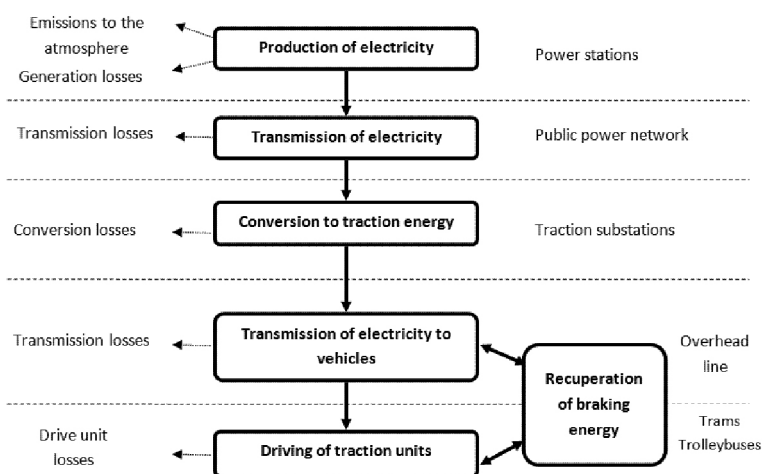 Emissions to the
atmosphere
Generation losses
Production of electricity
Power stations
Transmission losses
Transmission of electricity
Public power network
Conversion losses
Conversion to traction energy
Traction substations
Transmission losses
Transmission of electricity to
vehicles
Overhead
line
Recuperation
of braking
energy
Drive unit
losses
Driving of traction units
Trams
Trolleybuses